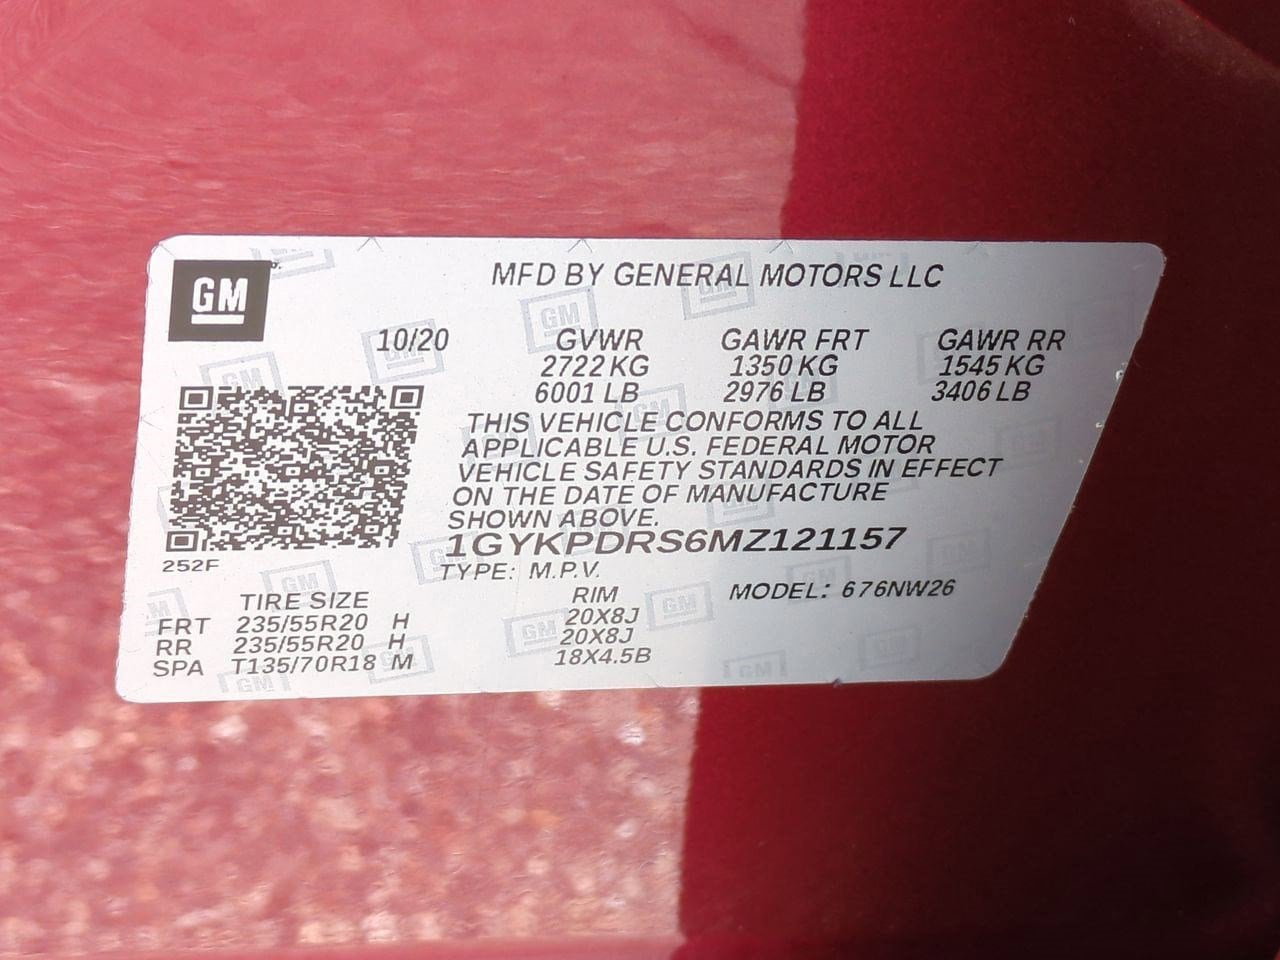 GM
MFD BY GENERAL MOTORS LLC
10/20 GVWR GAWR FRT GAWR RR
2722 KG 1350 KG 1545 KG
6001 LB 2976 LB 3406 LB
THIS VEHICLE CONFORMS TO ALL
APPLICABLE U.S. FEDERAL MOTOR
VEHICLE SAFETY STANDARDS IN EFFECT
ON THE DATE OF MANUFACTURE
SHOWN ABOVE.
1GYKPDRS6MZ121157
252F
TYPE: M.P.V.
MODEL: 676NW26
TIRE SIZE RIM
FRT 235/55R20 H 20X8J
RR 235/55R20 H 20X8J
SPA T135/70R18 M 18X4.5B